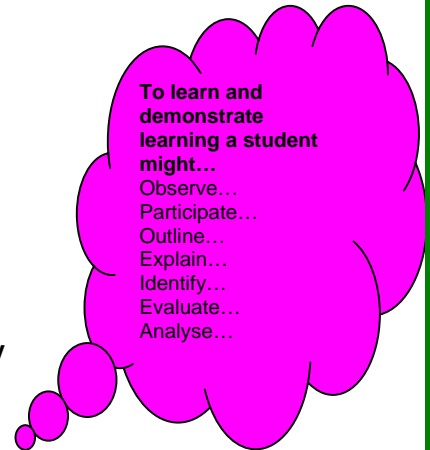 To learn and
demonstrate
learning a student
might…
Observe…
Participate…
Outline…
Explain…
Identify…
Evaluate…
Analyse…